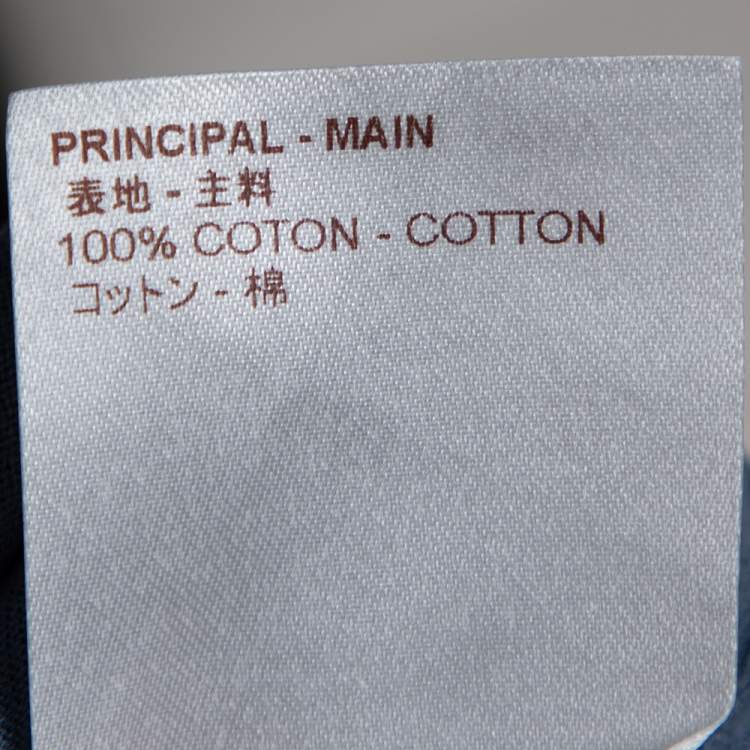 PRINCIPAL - MAIN
表地 - 主料
100% COTON - COTTON
コットン - 棉